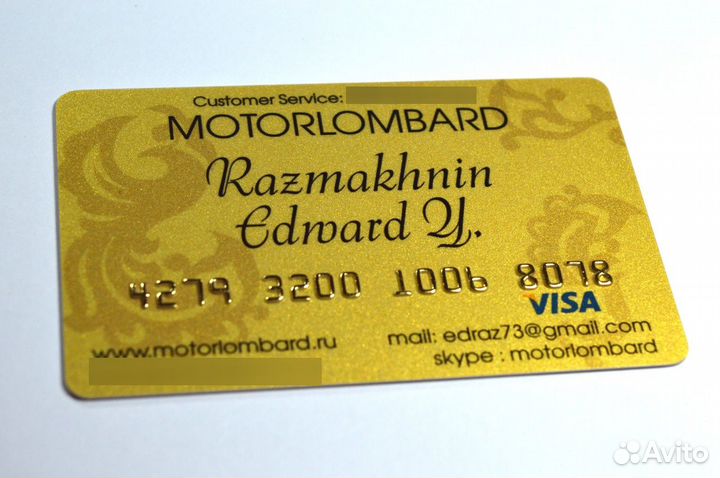 Customer Service:
MOTORLOMBARD
Razmakhnin
Edward Y.
4279 3200 1006 8078
VISA
www.motorlombard.ru
mail: edraz73@gmail.com
skype : motorlombard
Avito